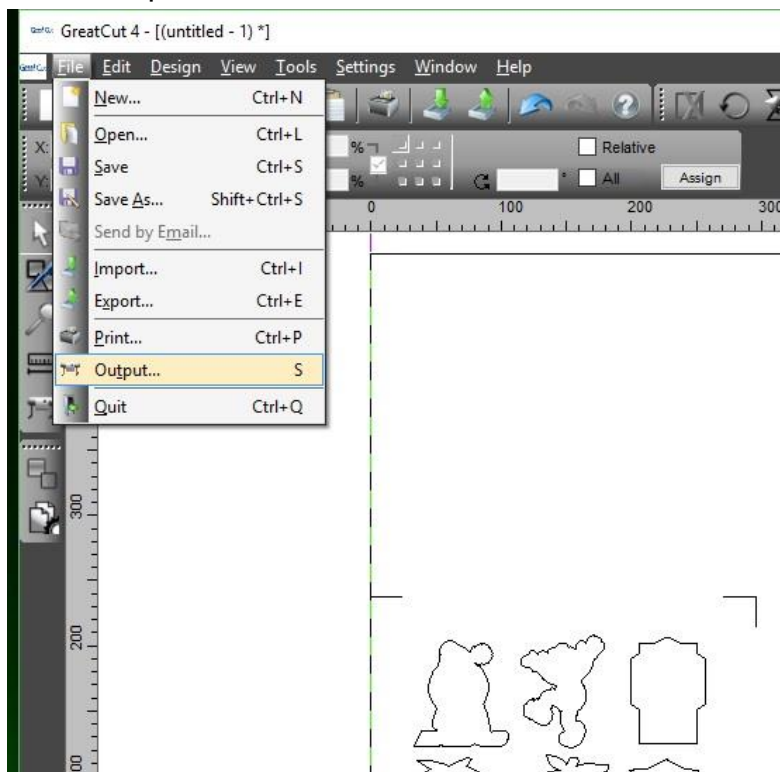 GreatCut 4 - [(untitled - 1) *]
File Edit Design View Tools Settings Window Help
New... Ctrl+N
Open... Ctrl+L
Save Ctrl+S
Save As... Shift+Ctrl+S
Send by Email...
Import... Ctrl+I
Export... Ctrl+E
Print... Ctrl+P
Output... S
Quit Ctrl+Q
X: % Relative
Y: % ° All Assign
0 100 200 300
300
200